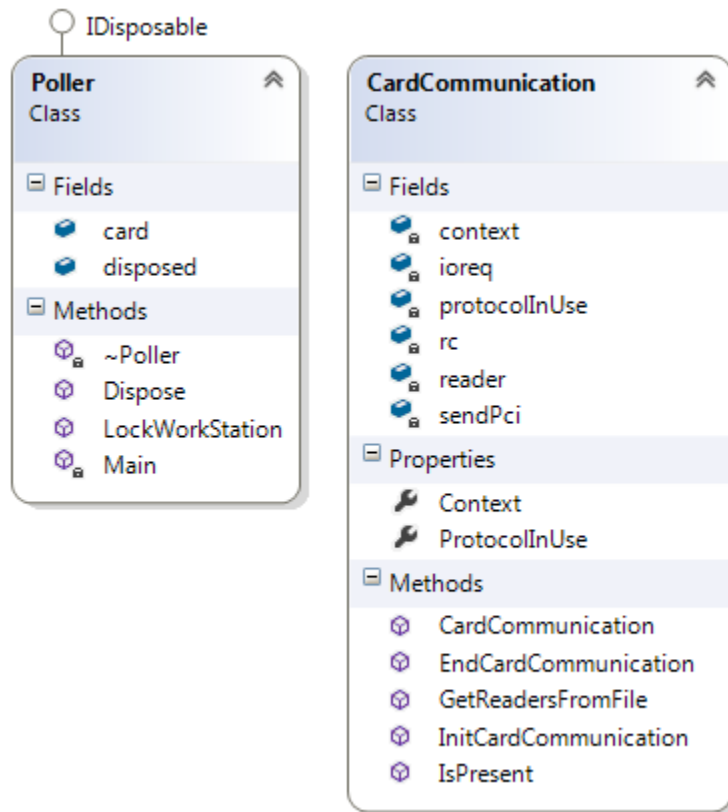 IDisposable
Poller
Class
Fields
card
disposed
Methods
~Poller
Dispose
LockWorkStation
Main
CardCommunication
Class
Fields
context
ioreq
protocolInUse
rc
reader
sendPci
Properties
Context
ProtocolInUse
Methods
CardCommunication
EndCardCommunication
GetReadersFromFile
InitCardCommunication
IsPresent